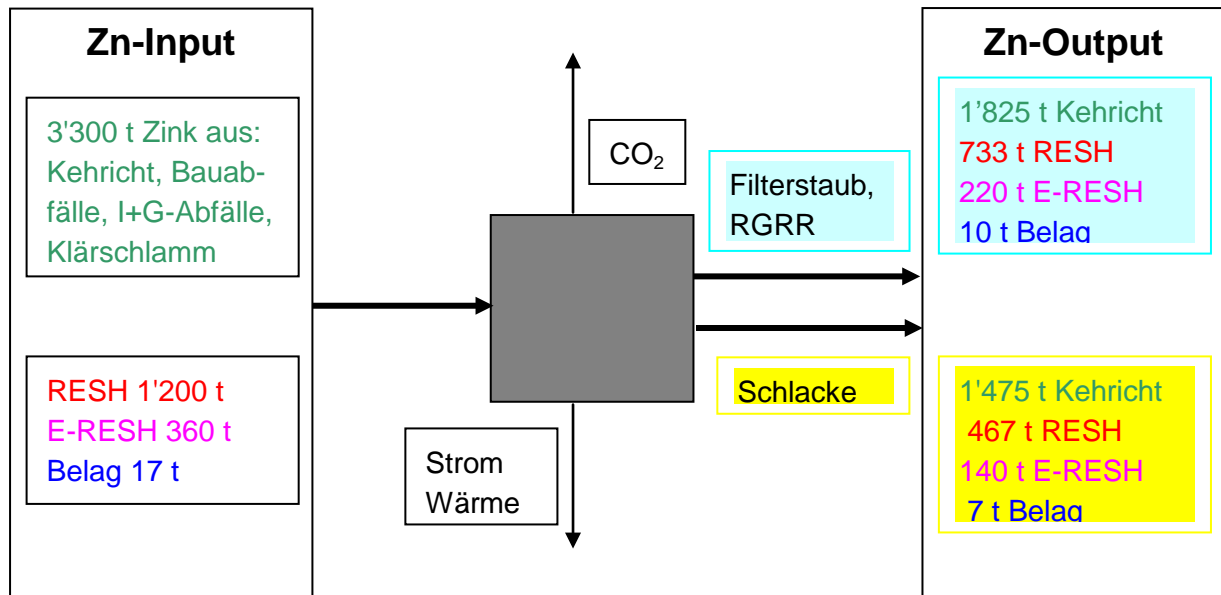 Zn-Input
3'300 t Zink aus:
Kehricht, Bauab-
fälle, I+G-Abfälle,
Klärschlamm
RESH 1'200 t
E-RESH 360 t
Belag 17 t
CO2
Strom
Wärme
Filterstaub,
RGRR
Schlacke
Zn-Output
1’825 t Kehricht
733 t RESH
220 t E-RESH
10 t Belag
1'475 t Kehricht
467 t RESH
140 t E-RESH
7 t Belag